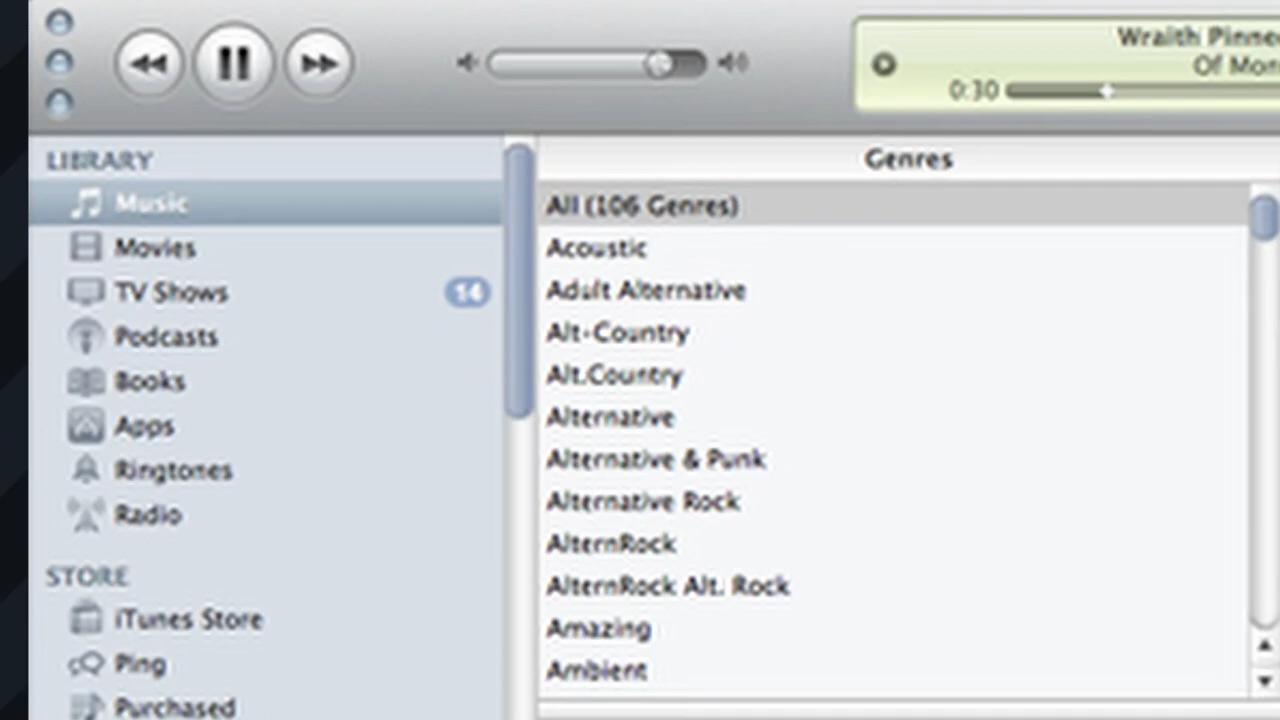 Wraith Pinne
Of Mon
0:30
LIBRARY
Music
Movies
TV Shows 14
Podcasts
Books
Apps
Ringtones
Radio
STORE
iTunes Store
Ping
Purchased
Genres
All (106 Genres)
Acoustic
Adult Alternative
Alt-Country
Alt.Country
Alternative
Alternative & Punk
Alternative Rock
AlternRock
AlternRock Alt. Rock
Amazing
Ambient